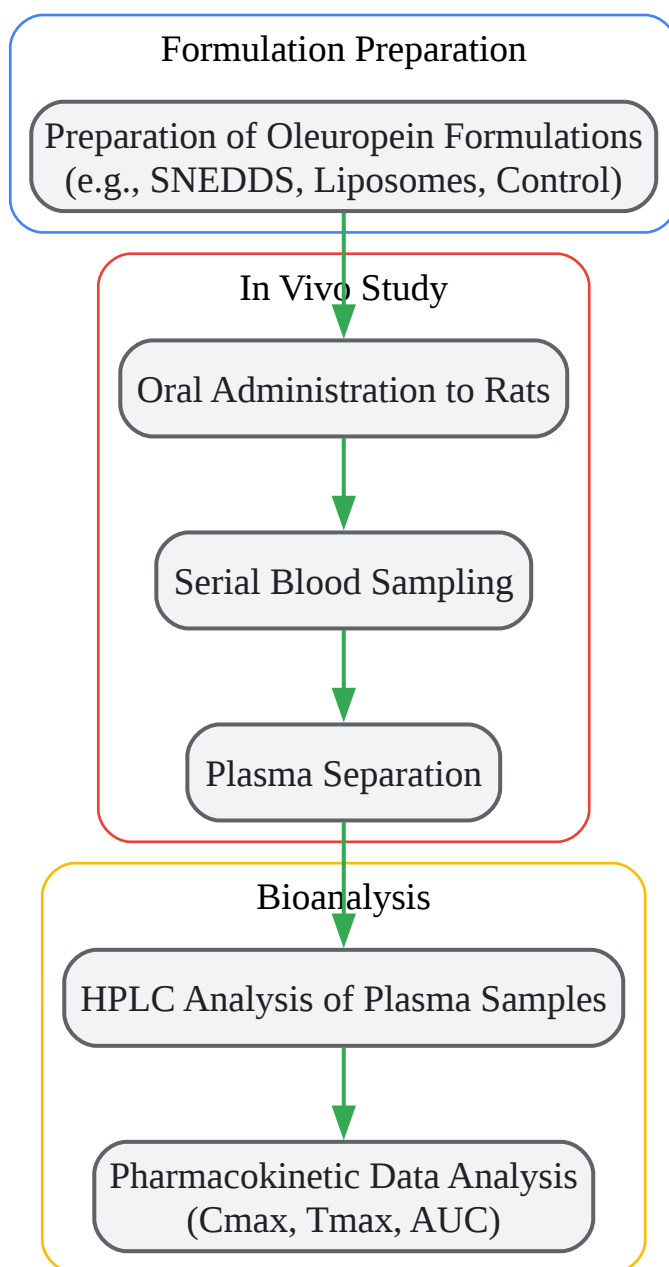 Formulation Preparation
Preparation of Oleuropein Formulations
(e.g., SNEDDS, Liposomes, Control)
In Vivo Study
Oral Administration to Rats
Serial Blood Sampling
Plasma Separation
Bioanalysis
HPLC Analysis of Plasma Samples
Pharmacokinetic Data Analysis
(Cmax, Tmax, AUC)